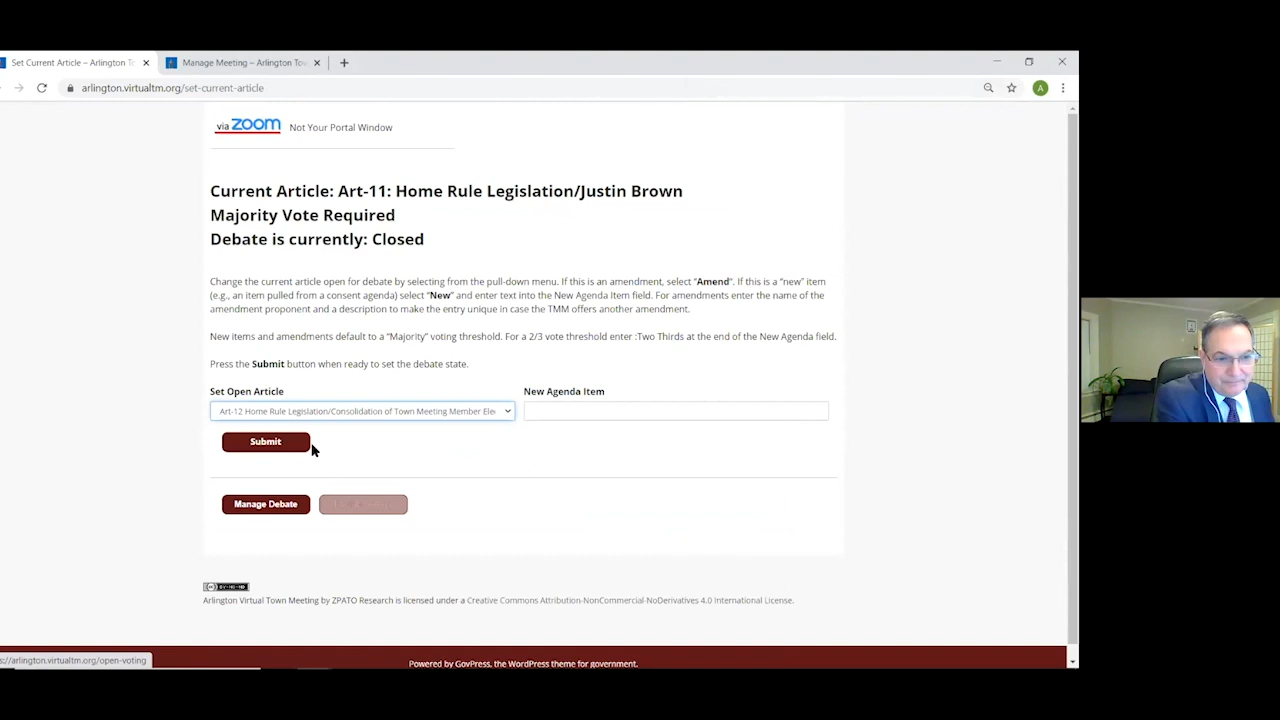 Set Current Article – Arlington To
Manage Meeting – Arlington Tov
arlington.virtualtm.org/set-current-article
A
via zoom Not Your Portal Window
Current Article: Art-11: Home Rule Legislation/Justin Brown
Majority Vote Required
Debate is currently: Closed
Change the current article open for debate by selecting from the pull-down menu. If this is an amendment, select "Amend". If this is a "new" item
(e.g., an item pulled from a consent agenda) select "New" and enter text into the New Agenda Item field. For amendments enter the name of the
amendment proponent and a description to make the entry unique in case the TMM offers another amendment.
New items and amendments default to a "Majority" voting threshold. For a 2/3 vote threshold enter :Two Thirds at the end of the New Agenda field.
Press the Submit button when ready to set the debate state.
Set Open Article New Agenda Item
Art-12 Home Rule Legislation/Consolidation of Town Meeting Member Ele
Submit
Manage Debate
Arlington Virtual Town Meeting by ZPATO Research is licensed under a Creative Commons Attribution-NonCommercial-NoDerivatives 4.0 International License.
s://arlington.virtualtm.org/open-voting
Powered by GovPress, the WordPress theme for government.